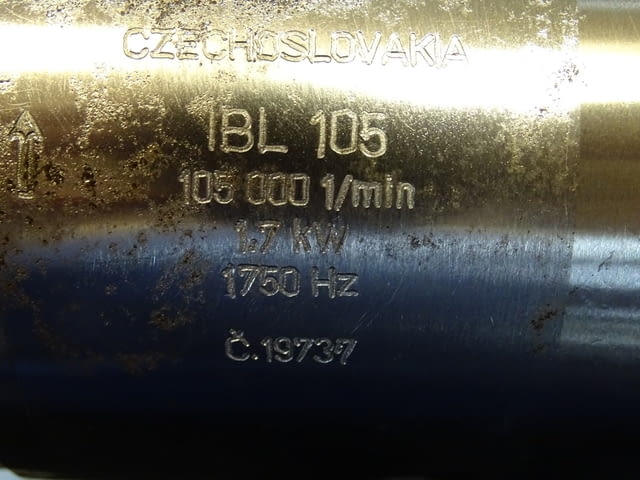 CZECHOSLOVAKIA
IBL 105
105 000 1/min
1.7 KW
1750 Hz
Č.19737